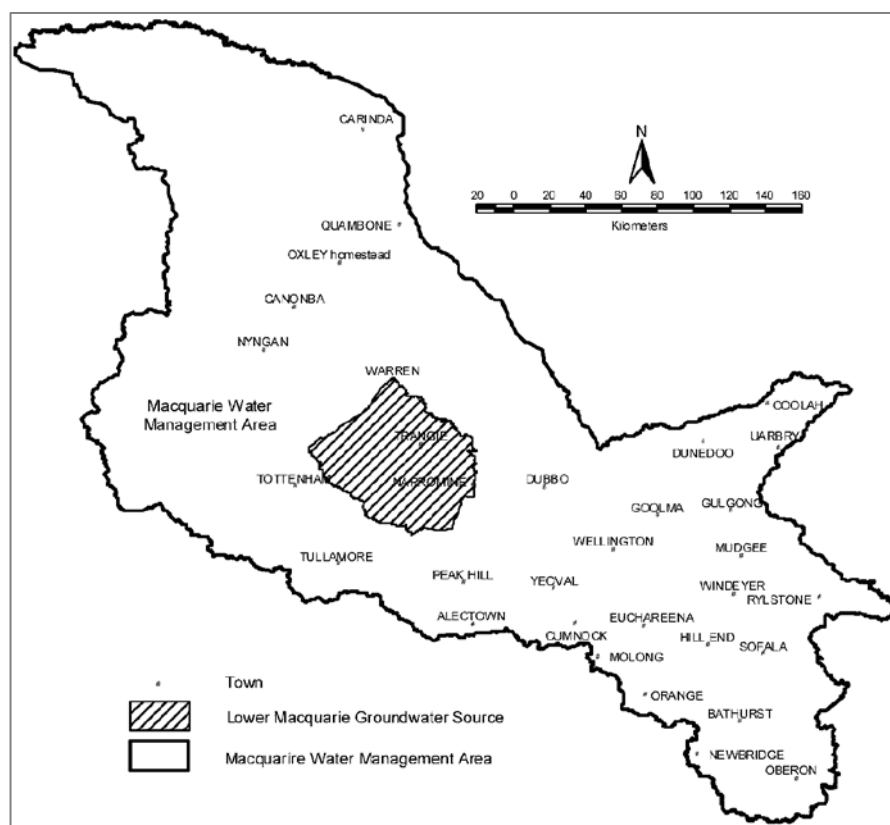 CARINDA
N
20 0 20 40 60 80 100 120 140 160
Kilometers
QUAMBONE
OXLEY homestead
CANONBA
NYNGAN
WARREN
Macquarie Water
Management Area
COOLAH
TRANGIE
LIARBRY
DUNEDOO
TOTTENHAM
NARROMINE
DUBBO
GOOLMA
GULGONG
WELLINGTON
MUDGEE
TULLAMORE
PEAK HILL
YEOVAL
WINDEYER
RYLSTONE
ALECTOWN
EUCHAREENA
CUMNOCK
HILL END
SOFALA
MOLONG
Town
ORANGE
Lower Macquarie Groundwater Source
BATHURST
Macquarire Water Management Area
NEWBRIDGE
OBERON